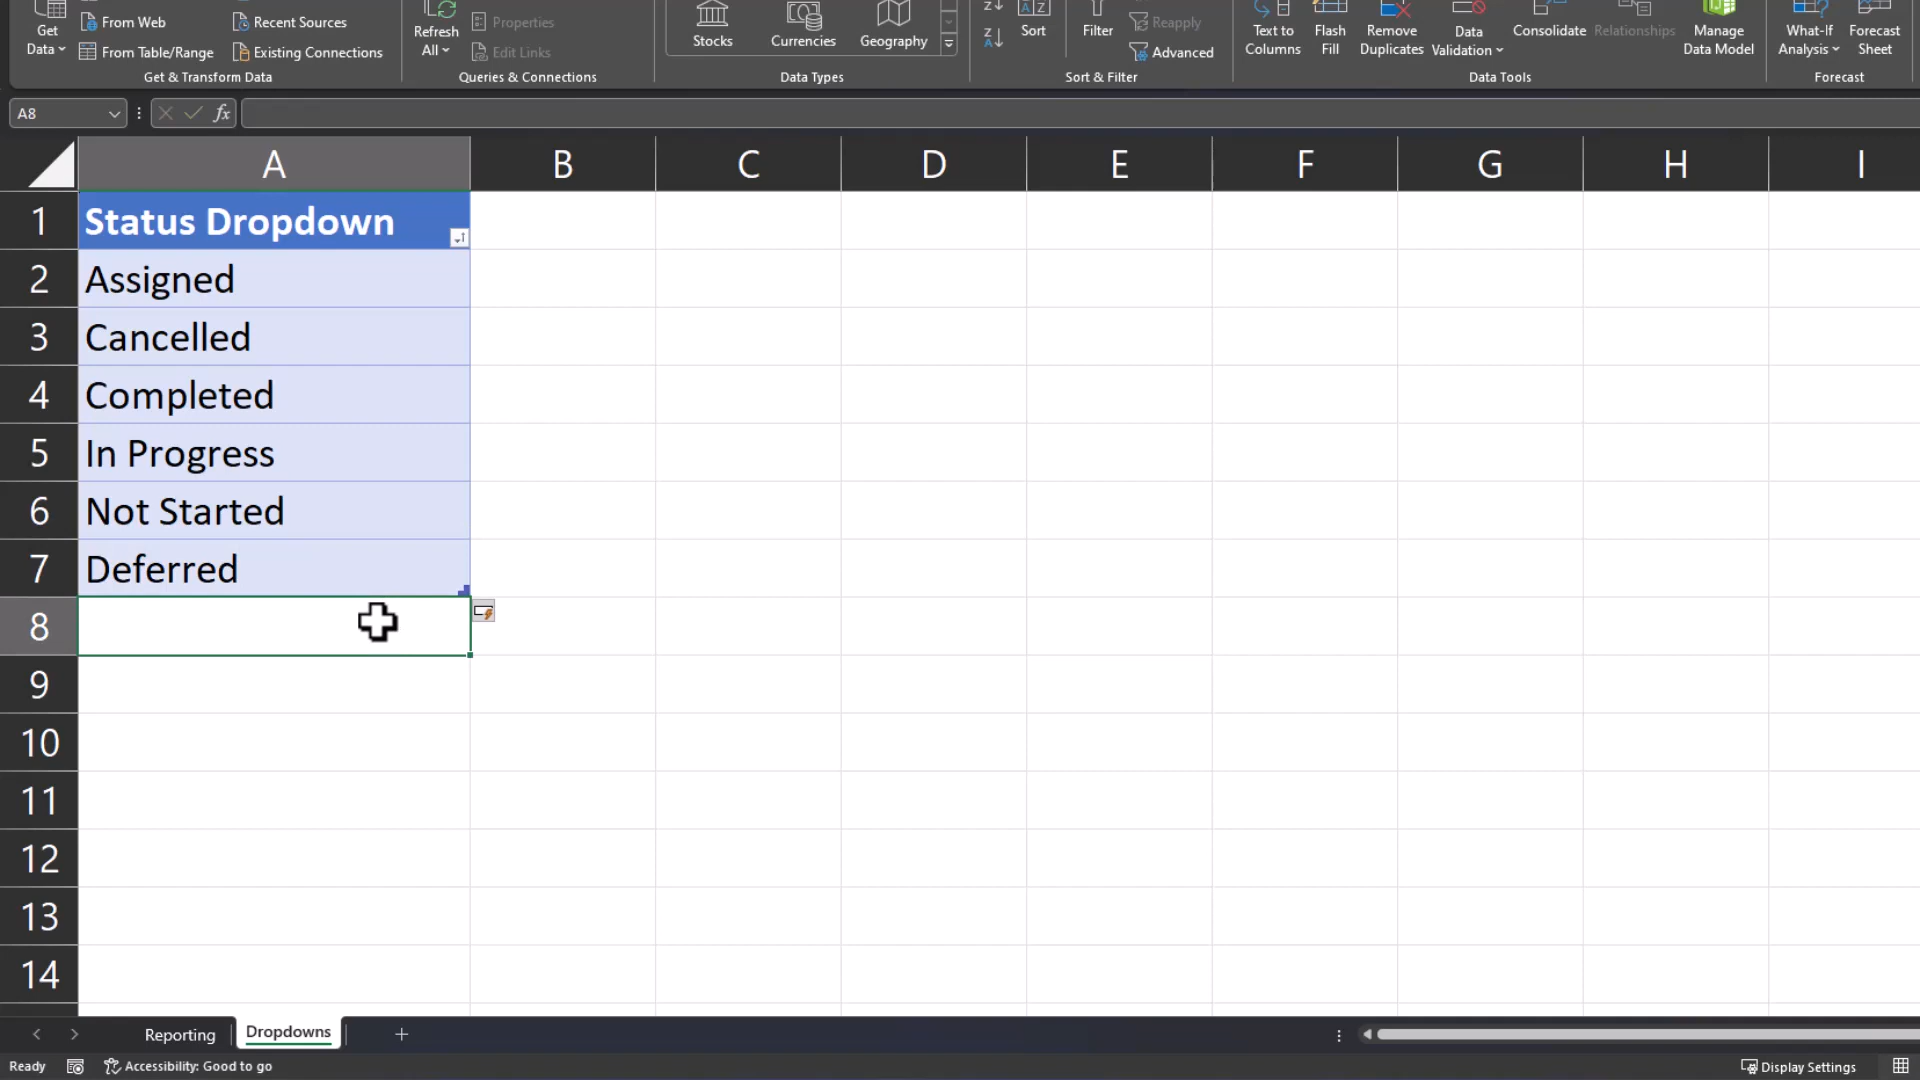 Get Data
From Web
From Table/Range
Recent Sources
Existing Connections
Get & Transform Data
Refresh All
Properties
Edit Links
Queries & Connections
Stocks
Currencies
Geography
Data Types
Sort
Filter
Reapply
Advanced
Sort & Filter
Text to Columns
Flash Fill
Remove Duplicates
Data Validation
Consolidate
Relationships
Manage Data Model
Data Tools
What-If Analysis
Forecast Sheet
Forecast
A8
fx
A B C D E F G H I
1 Status Dropdown
2 Assigned
3 Cancelled
4 Completed
5 In Progress
6 Not Started
7 Deferred
8
9
10
11
12
13
14
Reporting
Dropdowns
Ready
Accessibility: Good to go
Display Settings